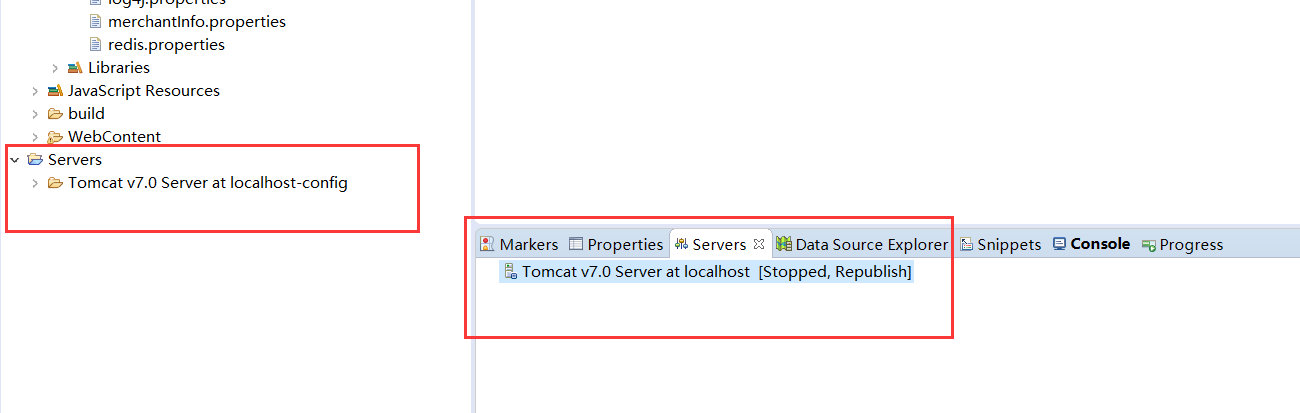 log4j.properties
merchantInfo.properties
redis.properties
Libraries
JavaScript Resources
build
WebContent
Servers
Tomcat v7.0 Server at localhost-config
Markers Properties Servers Data Source Explorer Snippets Console Progress
Tomcat v7.0 Server at localhost [Stopped, Republish]